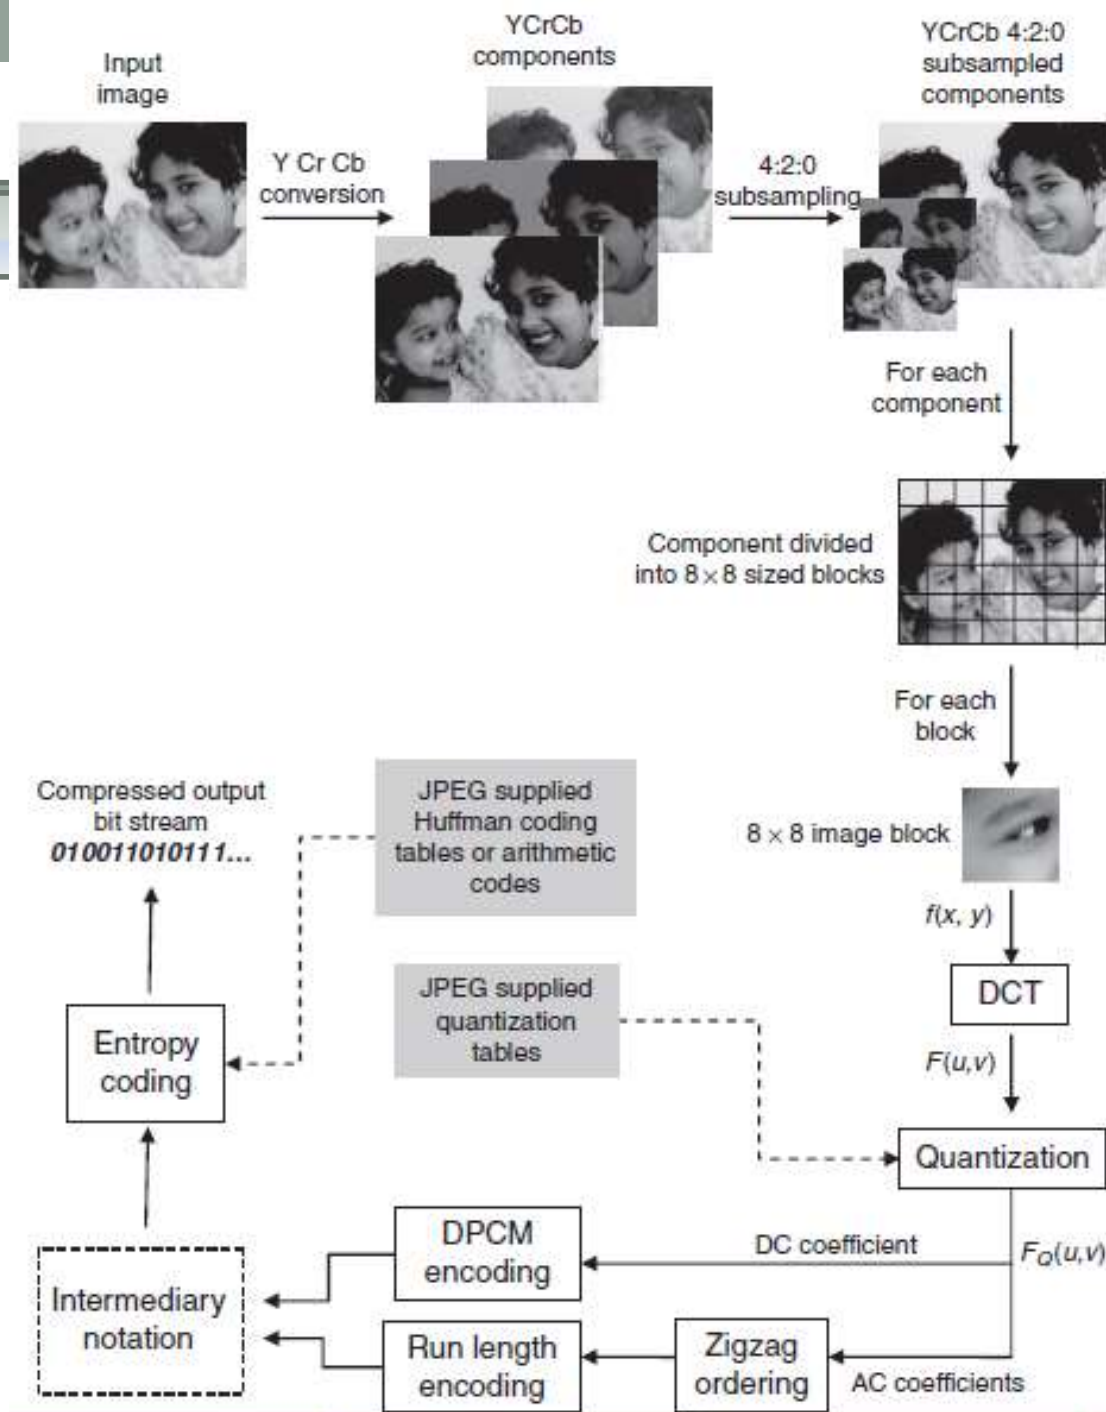 Input
image
Y Cr Cb
conversion
YCrCb
components
4:2:0
subsampling
YCrCb 4:2:0
subsampled
components
For each
component
Component divided
into 8 × 8 sized blocks
For each
block
8 × 8 image block
f(x, y)
DCT
F(u,v)
JPEG supplied
quantization
tables
Quantization
F_Q(u,v)
DC coefficient
DPCM
encoding
AC coefficients
Zigzag
ordering
Run length
encoding
Intermediary
notation
JPEG supplied
Huffman coding
tables or arithmetic
codes
Entropy
coding
Compressed output
bit stream
010011010111...